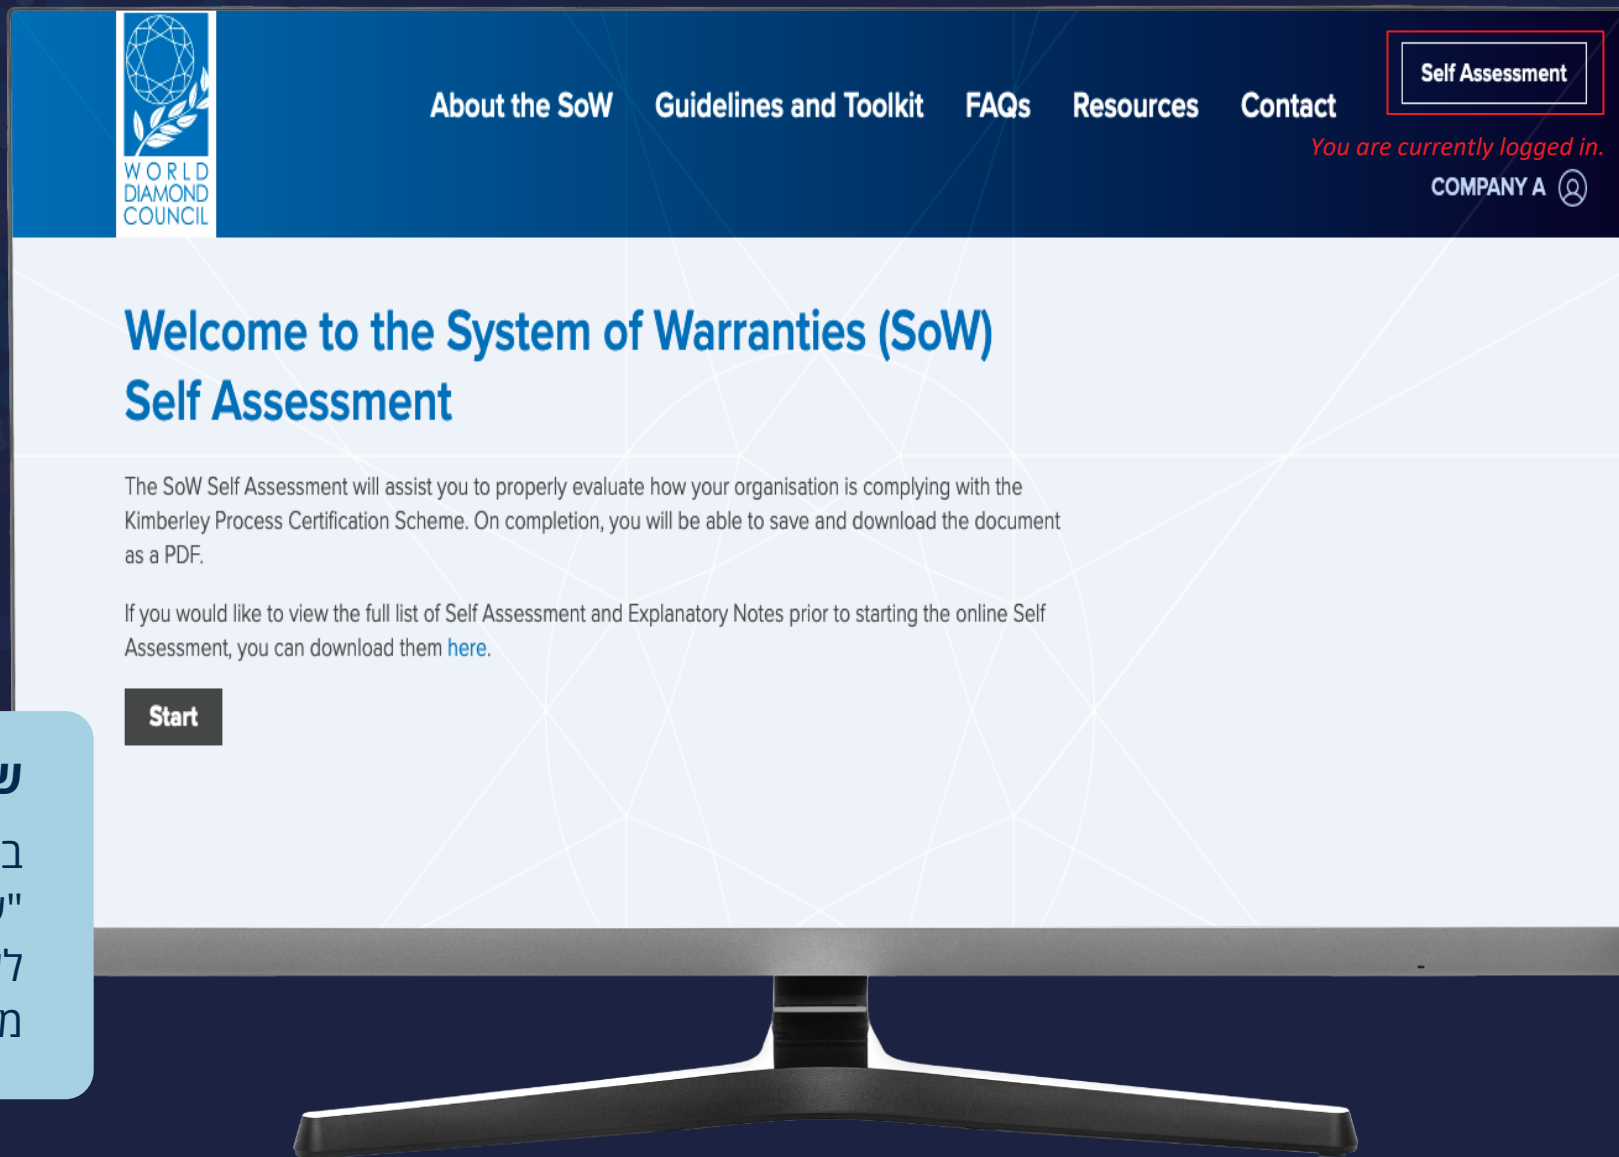 WORLD
DIAMOND
COUNCIL
About the SoW Guidelines and Toolkit FAQs Resources Contact
Self Assessment
You are currently logged in.
COMPANY A
Welcome to the System of Warranties (SoW)
Self Assessment
The SoW Self Assessment will assist you to properly evaluate how your organisation is complying with the
Kimberley Process Certification Scheme. On completion, you will be able to save and download the document
as a PDF.
If you would like to view the full list of Self Assessment and Explanatory Notes prior to starting the online Self
Assessment, you can download them here.
Start